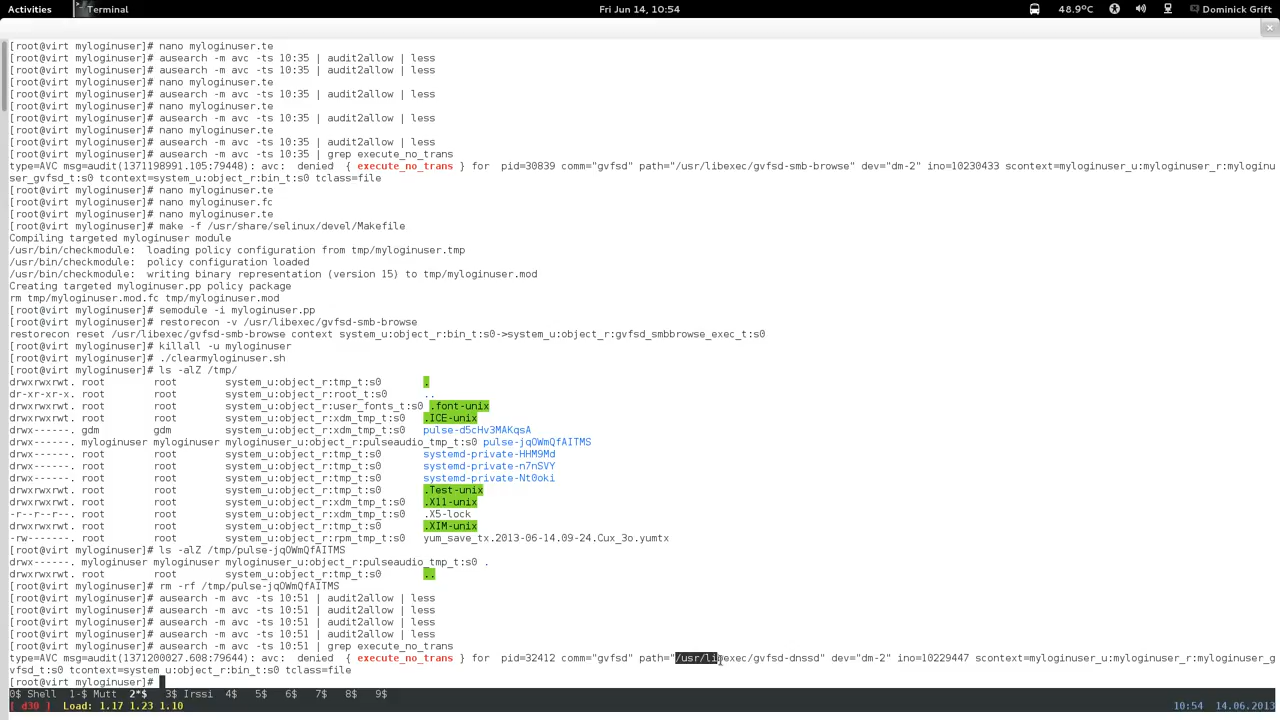 Activities Terminal Fri Jun 14, 10:54 48.9°C Dominick Grift
[root@virt myloginuser]# nano myloginuser.te
[root@virt myloginuser]# ausearch -m avc -ts 10:35 | audit2allow | less
[root@virt myloginuser]# ausearch -m avc -ts 10:35 | audit2allow | less
[root@virt myloginuser]# nano myloginuser.te
[root@virt myloginuser]# ausearch -m avc -ts 10:35 | audit2allow | less
[root@virt myloginuser]# nano myloginuser.te
[root@virt myloginuser]# ausearch -m avc -ts 10:35 | audit2allow | less
[root@virt myloginuser]# nano myloginuser.te
[root@virt myloginuser]# ausearch -m avc -ts 10:35 | audit2allow | less
[root@virt myloginuser]# ausearch -m avc -ts 10:35 | grep execute_no_trans
type=AVC msg=audit(1371198991.105:79448): avc:  denied  { execute_no_trans } for  pid=30839 comm="gvfsd" path="/usr/libexec/gvfsd-smb-browse" dev="dm-2" ino=10230433 scontext=myloginuser_u:myloginuser_r:myloginu
ser_gvfsd_t:s0 tcontext=system_u:object_r:bin_t:s0 tclass=file
[root@virt myloginuser]# nano myloginuser.te
[root@virt myloginuser]# nano myloginuser.fc
[root@virt myloginuser]# nano myloginuser.te
[root@virt myloginuser]# make -f /usr/share/selinux/devel/Makefile
Compiling targeted myloginuser module
/usr/bin/checkmodule:  loading policy configuration from tmp/myloginuser.tmp
/usr/bin/checkmodule:  policy configuration loaded
/usr/bin/checkmodule:  writing binary representation (version 15) to tmp/myloginuser.mod
Creating targeted myloginuser.pp policy package
rm tmp/myloginuser.mod.fc tmp/myloginuser.mod
[root@virt myloginuser]# semodule -i myloginuser.pp
[root@virt myloginuser]# restorecon -v /usr/libexec/gvfsd-smb-browse
restorecon reset /usr/libexec/gvfsd-smb-browse context system_u:object_r:bin_t:s0->system_u:object_r:gvfsd_smbbrowse_exec_t:s0
[root@virt myloginuser]# killall -u myloginuser
[root@virt myloginuser]# ./clearmyloginuser.sh
[root@virt myloginuser]# ls -alZ /tmp/
drwxrwxrwt. root root system_u:object_r:tmp_t:s0 .
dr-xr-xr-x. root root system_u:object_r:root_t:s0 ..
drwxrwxrwt. root root system_u:object_r:user_fonts_t:s0 .font-unix
drwxrwxrwt. root root system_u:object_r:xdm_tmp_t:s0 .ICE-unix
drwx------. gdm gdm system_u:object_r:xdm_tmp_t:s0 pulse-d5cHv3MAKqsA
drwx------. myloginuser myloginuser myloginuser_u:object_r:pulseaudio_tmp_t:s0 pulse-jqOWmQfAITMS
drwx------. root root system_u:object_r:tmp_t:s0 systemd-private-HHM9Md
drwx------. root root system_u:object_r:tmp_t:s0 systemd-private-n7nSVY
drwx------. root root system_u:object_r:tmp_t:s0 systemd-private-Nt0oki
drwxrwxrwt. root root system_u:object_r:tmp_t:s0 .Test-unix
drwxrwxrwt. root root system_u:object_r:xdm_tmp_t:s0 .X11-unix
-r--r--r--. root root system_u:object_r:xdm_tmp_t:s0 .X5-lock
drwxrwxrwt. root root system_u:object_r:tmp_t:s0 .XIM-unix
-rw-------. root root system_u:object_r:rpm_tmp_t:s0 yum_save_tx.2013-06-14.09-24.Cux_3o.yumtx
[root@virt myloginuser]# ls -alZ /tmp/pulse-jqOWmQfAITMS
drwx------. myloginuser myloginuser myloginuser_u:object_r:pulseaudio_tmp_t:s0 .
drwxrwxrwt. root root system_u:object_r:tmp_t:s0 ..
[root@virt myloginuser]# rm -rf /tmp/pulse-jqOWmQfAITMS
[root@virt myloginuser]# ausearch -m avc -ts 10:51 | audit2allow | less
[root@virt myloginuser]# ausearch -m avc -ts 10:51 | audit2allow | less
[root@virt myloginuser]# ausearch -m avc -ts 10:51 | audit2allow | less
[root@virt myloginuser]# ausearch -m avc -ts 10:51 | audit2allow | less
[root@virt myloginuser]# ausearch -m avc -ts 10:51 | grep execute_no_trans
type=AVC msg=audit(1371200027.608:79644): avc:  denied  { execute_no_trans } for  pid=32412 comm="gvfsd" path="/usr/libexec/gvfsd-dnssd" dev="dm-2" ino=10229447 scontext=myloginuser_u:myloginuser_r:myloginuser_g
vfsd_t:s0 tcontext=system_u:object_r:bin_t:s0 tclass=file
[root@virt myloginuser]#
0$ Shell 1-$ Mutt 2*$ 3$ Irssi 4$ 5$ 6$ 7$ 8$ 9$
[ d30 ] Load: 1.17 1.23 1.10 10:54 14.06.2013